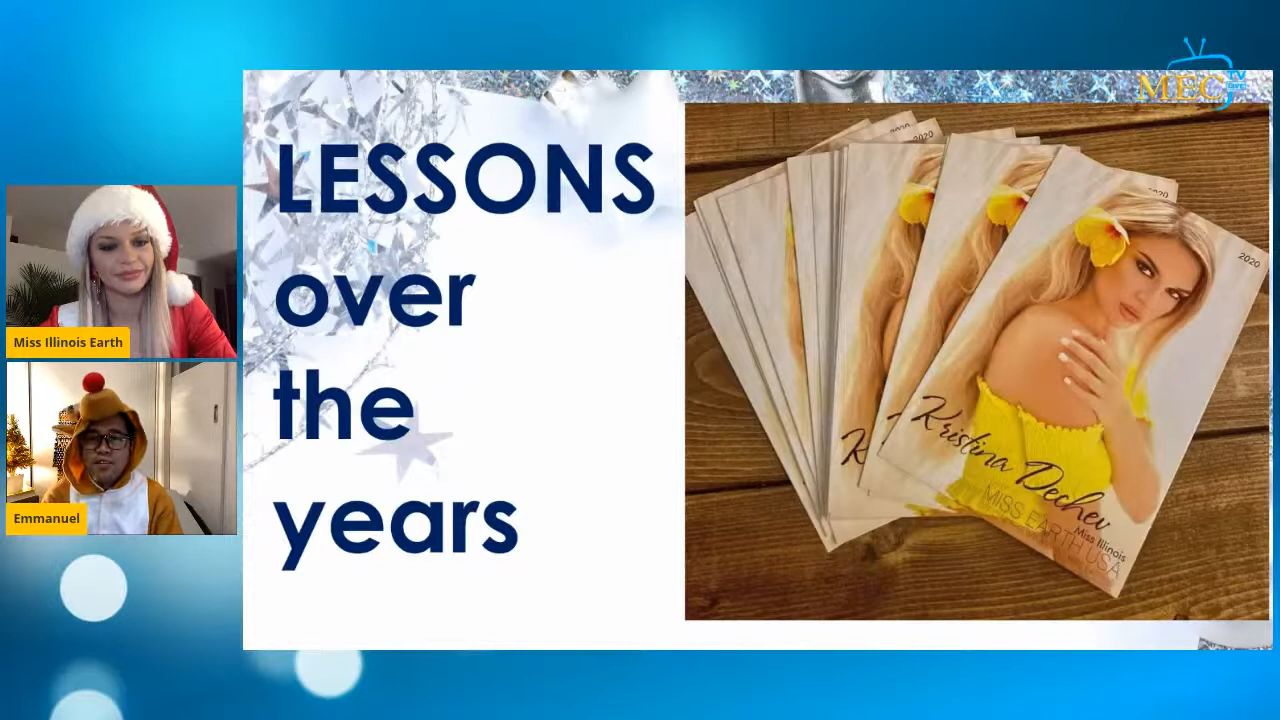 MEC TV
LESSONS
over
the
years
Miss Illinois Earth
Emmanuel
2020
2020
2020
2020
K
Kristina Dechev
Miss Illinois
MISS EARTH USA